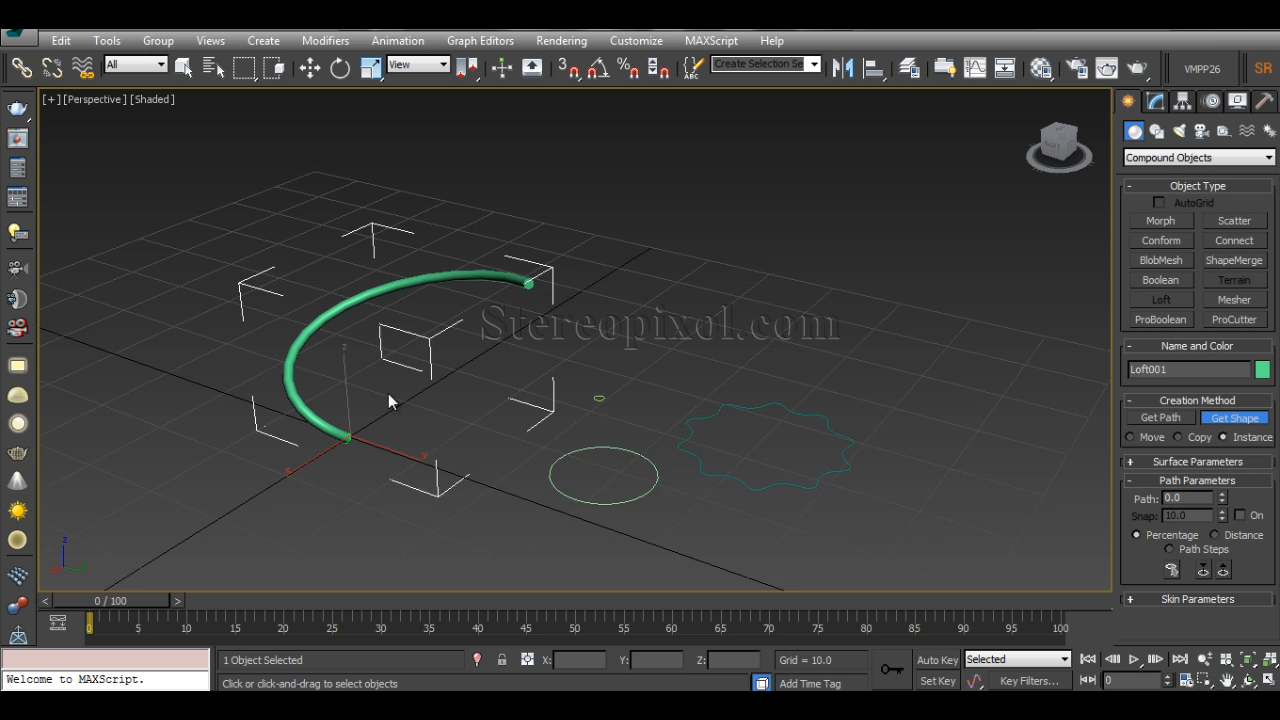 Edit Tools Group Views Create Modifiers Animation Graph Editors Rendering Customize MAXScript Help
All View 3 Create Selection Se VMPP26 SR
[+] [Perspective] [Shaded]
Compound Objects
Object Type
AutoGrid
Morph Scatter
Conform Connect
BlobMesh ShapeMerge
Boolean Terrain
Loft Mesher
ProBoolean ProCutter
Name and Color
Loft001
Creation Method
Get Path Get Shape
Move Copy Instance
Surface Parameters
Path Parameters
Path: 0.0
Snap: 10.0 On
Percentage Distance
Path Steps
Skin Parameters
Stereopixol.com
z
x
y
z
0 / 100
0 5 10 15 20 25 30 35 40 45 50 55 60 65 70 75 80 85 90 95 100
Welcome to MAXScript.
1 Object Selected X: Y: Z: Grid = 10.0 Auto Key Selected
Click or click-and-drag to select objects Add Time Tag Set Key Key Filters... 0